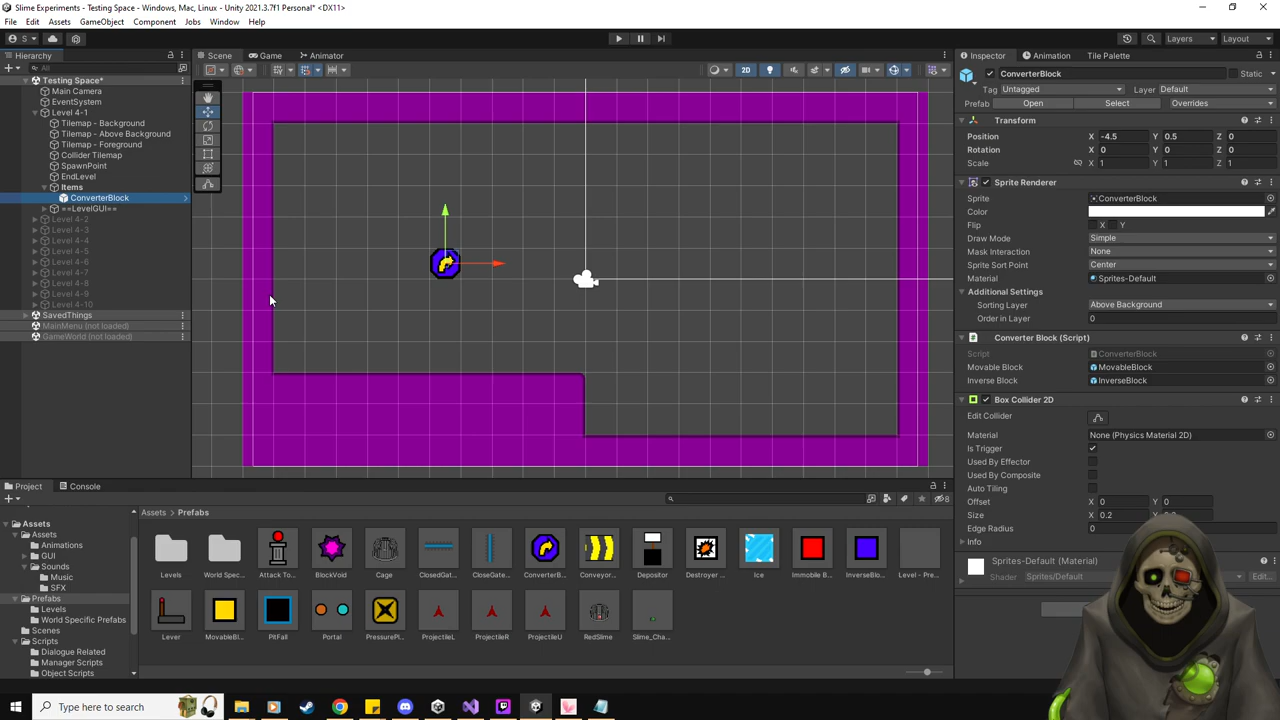 Slime Experiments - Testing Space - Windows, Mac, Linux - Unity 2021.3.7f1 Personal* <DX11>
File Edit Assets GameObject Component Jobs Window Help
S
Layers Layout
Hierarchy
All
Testing Space*
Main Camera
EventSystem
Level 4-1
Tilemap - Background
Tilemap - Above Background
Tilemap - Foreground
Collider Tilemap
SpawnPoint
EndLevel
Items
ConverterBlock
==LevelGUI==
Level 4-2
Level 4-3
Level 4-4
Level 4-5
Level 4-6
Level 4-7
Level 4-8
Level 4-9
Level 4-10
SavedThings
MainMenu (not loaded)
GameWorld (not loaded)
Scene Game Animator
2D
Inspector Animation Tile Palette
ConverterBlock Static
Tag Untagged Layer Default
Prefab Open Select Overrides
Transform
Position X -4.5 Y 0.5 Z 0
Rotation X 0 Y 0 Z 0
Scale X 1 Y 1 Z 1
Sprite Renderer
Sprite ConverterBlock
Color
Flip X Y
Draw Mode Simple
Mask Interaction None
Sprite Sort Point Center
Material Sprites-Default
Additional Settings
Sorting Layer Above Background
Order in Layer 0
Converter Block (Script)
Script ConverterBlock
Movable Block MovableBlock
Inverse Block InverseBlock
Box Collider 2D
Edit Collider
Material None (Physics Material 2D)
Is Trigger
Used By Effector
Used By Composite
Auto Tiling
Offset X 0 Y 0
Size X 0.2 Y
Edge Radius 0
Info
Sprites-Default (Material)
Shader Sprites/Default Edit...
Project Console
8
Assets
Assets
Animations
GUI
Sounds
Music
SFX
Prefabs
Levels
World Specific Prefabs
Scenes
Scripts
Dialogue Related
Manager Scripts
Object Scripts
Assets > Prefabs
Levels World Spec... Attack To... BlockVoid Cage ClosedGat... CloseGate... ConverterB... Conveyor... Depositor Destroyer ... Ice Immobile B... InverseBlo... Level - Pre...
Lever MovableBl... PitFall Portal PressurePl... ProjectileL ProjectileR ProjectileU RedSlime Slime_Cha...
Type here to search